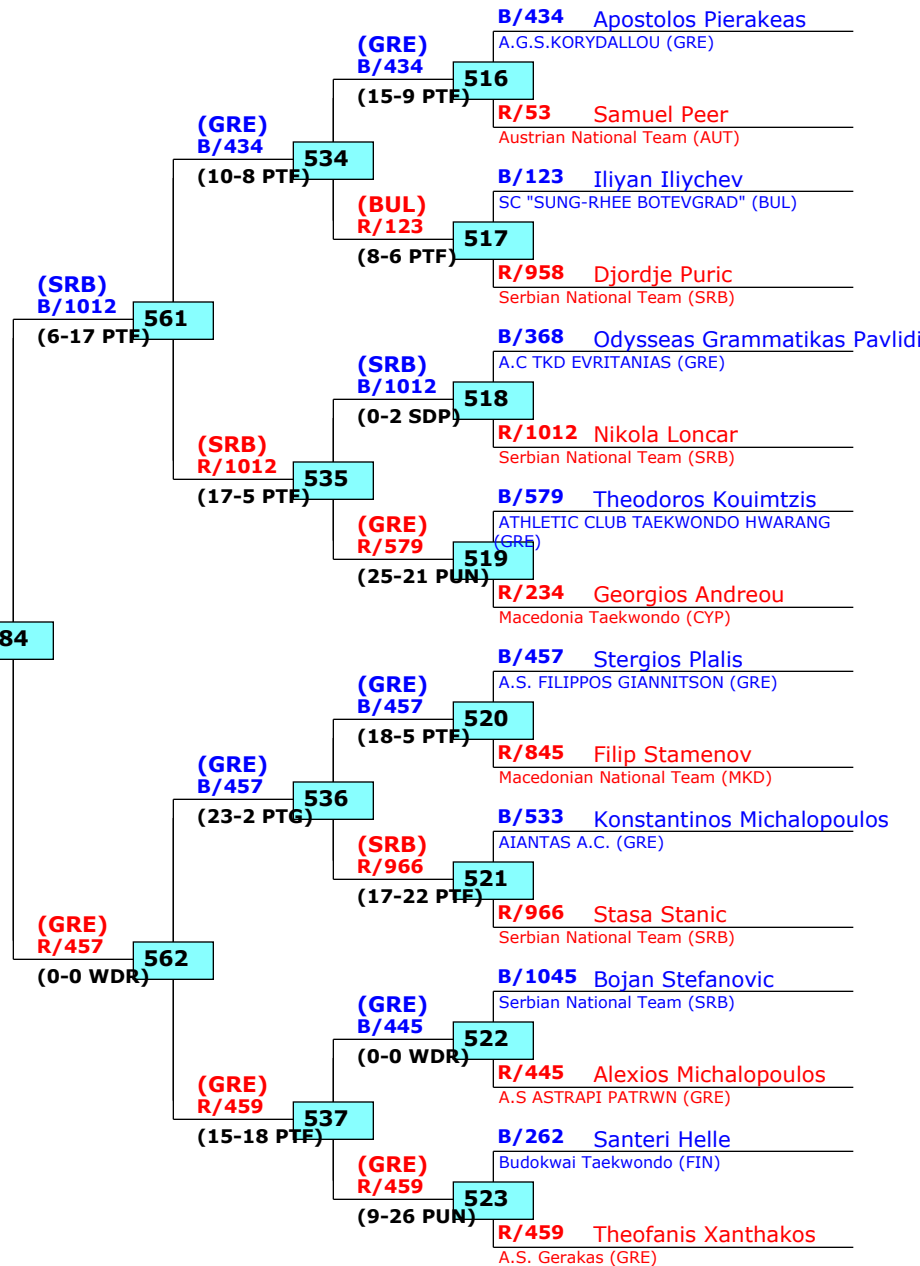 B/434 Apostolos Pierakeas
A.G.S.KORYDALLOU (GRE)
(GRE)
B/434
516
(15-9 PTF)
R/53 Samuel Peer
Austrian National Team (AUT)
(GRE)
B/434
534
(10-8 PTF)
B/123 Iliyan Iliychev
SC "SUNG-RHEE BOTEVGRAD" (BUL)
(BUL)
R/123
517
(8-6 PTF)
R/958 Djordje Puric
Serbian National Team (SRB)
(SRB)
B/1012
561
(6-17 PTF)
B/368 Odysseas Grammatikas Pavlidi
A.C TKD EVRITANIAS (GRE)
(SRB)
B/1012
518
(0-2 SDP)
R/1012 Nikola Loncar
Serbian National Team (SRB)
(SRB)
R/1012
535
(17-5 PTF)
B/579 Theodoros Kouimtzis
ATHLETIC CLUB TAEKWONDO HWARANG
(GRE)
(GRE)
R/579
519
(25-21 PUN)
R/234 Georgios Andreou
Macedonia Taekwondo (CYP)
84
B/457 Stergios Plalis
A.S. FILIPPOS GIANNITSON (GRE)
(GRE)
B/457
520
(18-5 PTF)
R/845 Filip Stamenov
Macedonian National Team (MKD)
(GRE)
B/457
536
(23-2 PTG)
B/533 Konstantinos Michalopoulos
AIANTAS A.C. (GRE)
(SRB)
R/966
521
(17-22 PTF)
R/966 Stasa Stanic
Serbian National Team (SRB)
(GRE)
R/457
562
(0-0 WDR)
B/1045 Bojan Stefanovic
Serbian National Team (SRB)
(GRE)
B/445
522
(0-0 WDR)
R/445 Alexios Michalopoulos
A.S ASTRAPI PATRWN (GRE)
(GRE)
R/459
537
(15-18 PTF)
B/262 Santeri Helle
Budokwai Taekwondo (FIN)
(GRE)
R/459
523
(9-26 PUN)
R/459 Theofanis Xanthakos
A.S. Gerakas (GRE)